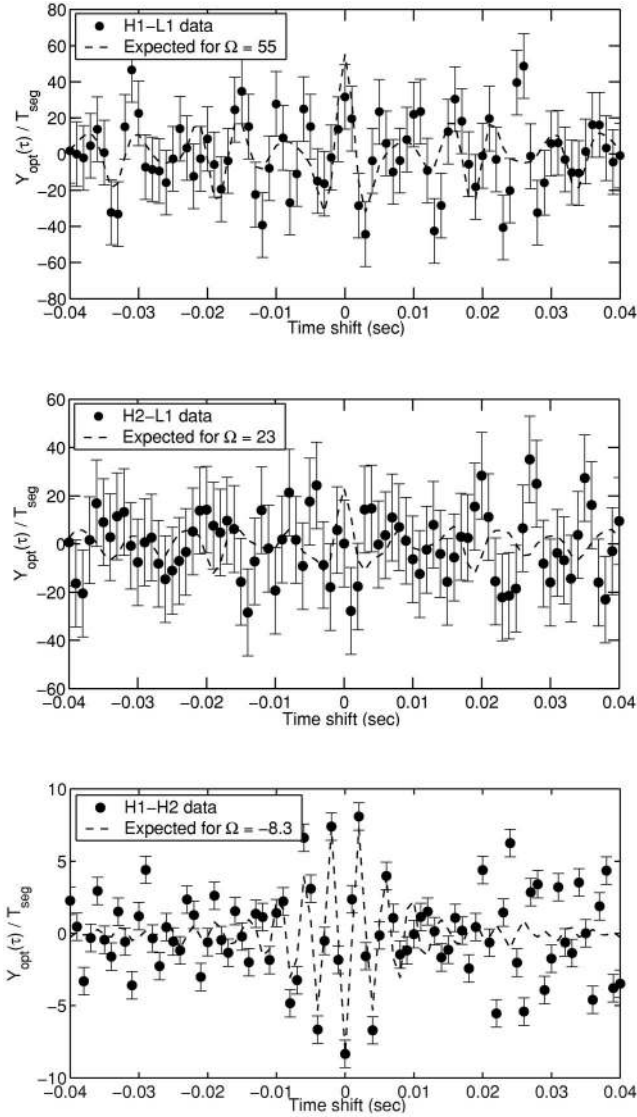 80
H1−L1 data
60
Expected for Ω = 55
40
20
0
−20
−40
−60
−80
Y_opt(τ) / T_seg
−0.04 −0.03 −0.02 −0.01 0 0.01 0.02 0.03 0.04
Time shift (sec)
60
H2−L1 data
40
Expected for Ω = 23
20
0
−20
−40
−60
Y_opt(τ) / T_seg
−0.04 −0.03 −0.02 −0.01 0 0.01 0.02 0.03 0.04
Time shift (sec)
10
H1−H2 data
Expected for Ω = −8.3
5
0
−5
−10
Y_opt(τ) / T_seg
−0.04 −0.03 −0.02 −0.01 0 0.01 0.02 0.03 0.04
Time shift (sec)